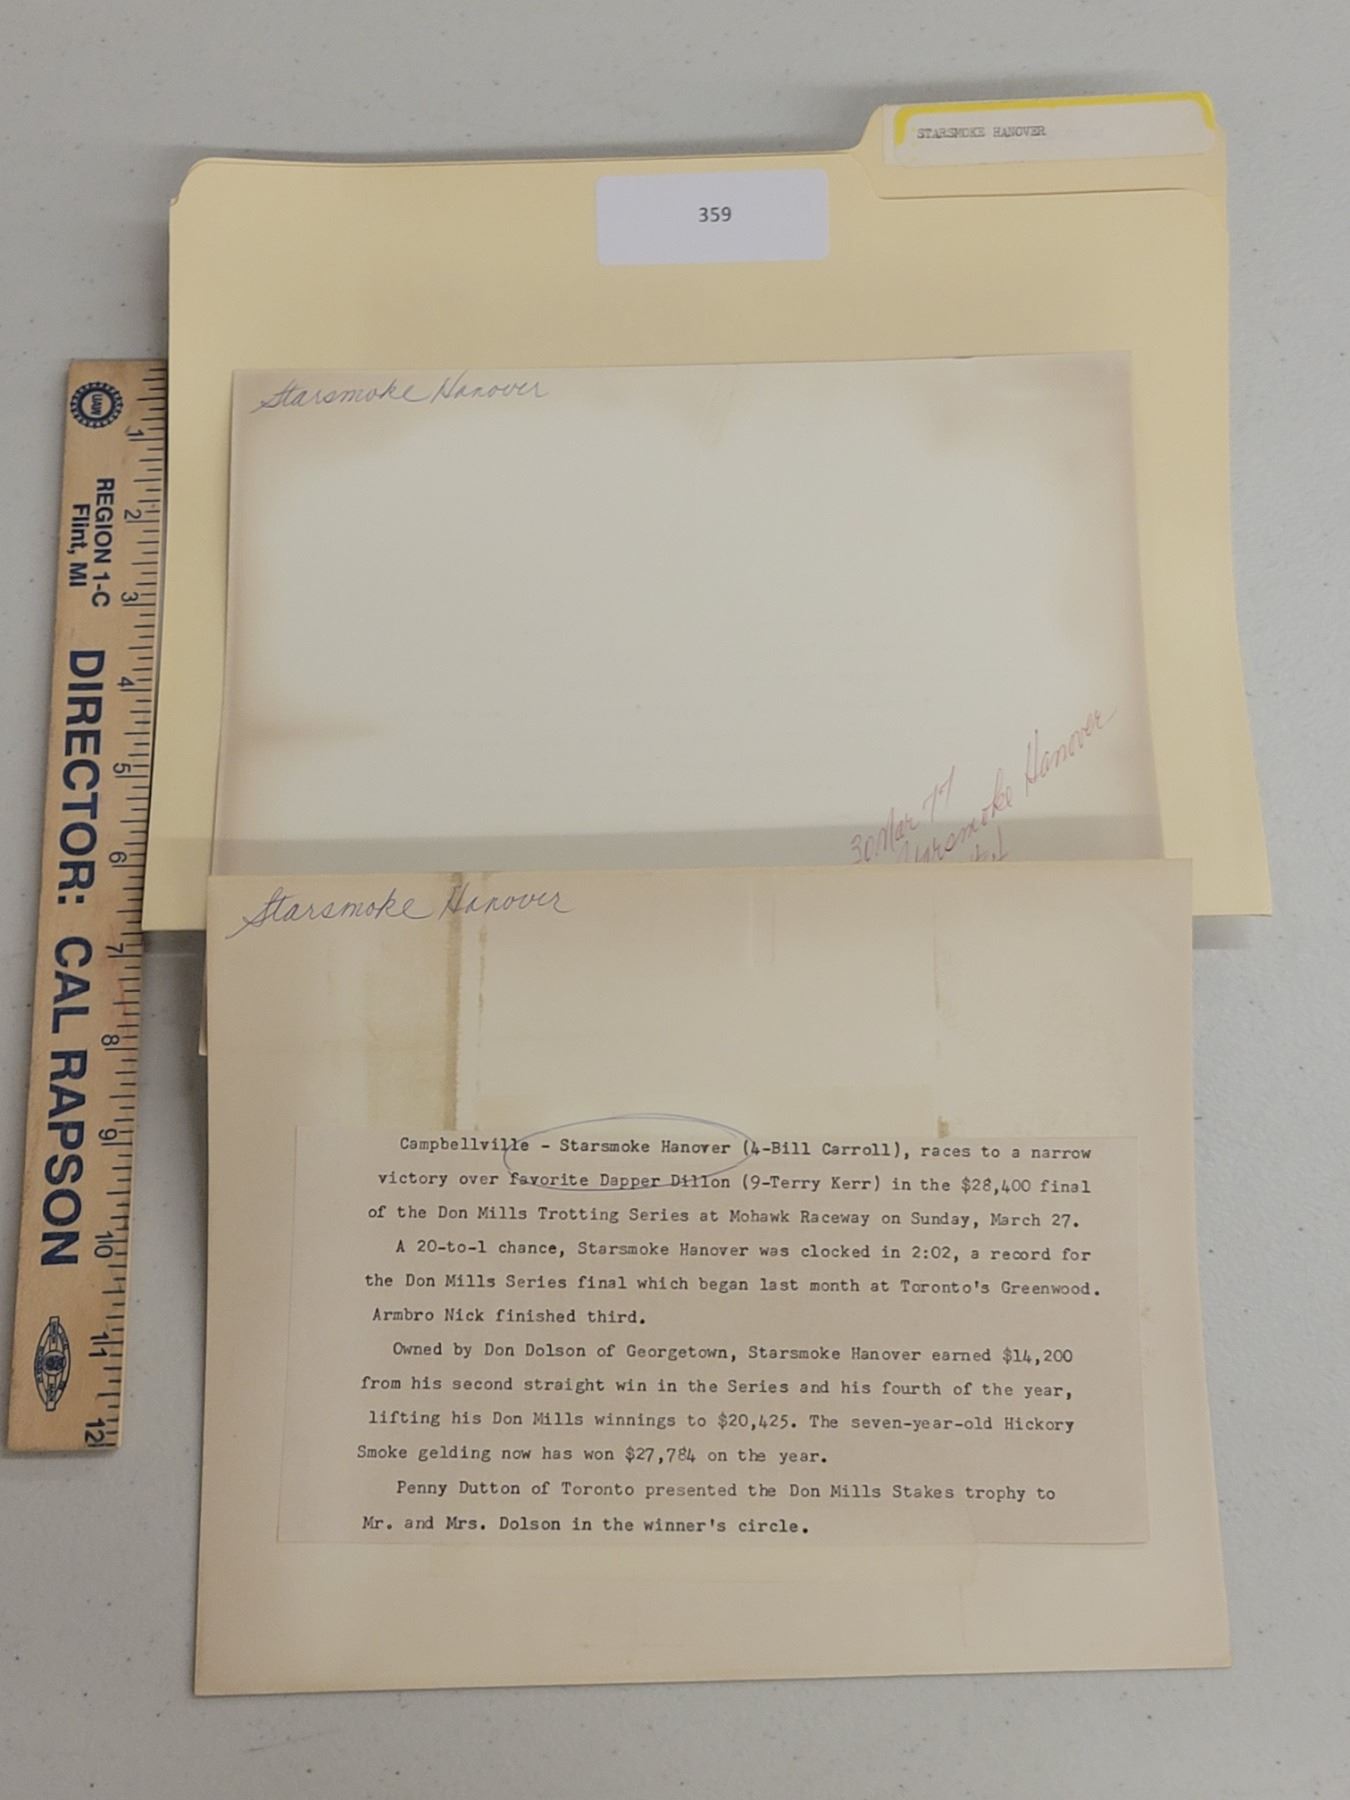 STARSMOKE HANOVER
359
Starsmoke Hanover
30 Mar 77
Starsmoke Hanover
Starsmoke Hanover
Campbellville - Starsmoke Hanover (4-Bill Carroll), races to a narrow
victory over favorite Dapper Dillon (9-Terry Kerr) in the $28,400 final
of the Don Mills Trotting Series at Mohawk Raceway on Sunday, March 27.
A 20-to-1 chance, Starsmoke Hanover was clocked in 2:02, a record for
the Don Mills Series final which began last month at Toronto's Greenwood.
Armbro Nick finished third.
Owned by Don Dolson of Georgetown, Starsmoke Hanover earned $14,200
from his second straight win in the Series and his fourth of the year,
lifting his Don Mills winnings to $20,425. The seven-year-old Hickory
Smoke gelding now has won $27,784 on the year.
Penny Dutton of Toronto presented the Don Mills Stakes trophy to
Mr. and Mrs. Dolson in the winner's circle.
UAW
REGION 1-C
Flint, MI
DIRECTOR: CAL RAPSON
1 2 3 4 5 6 7 8 9 10 11 12